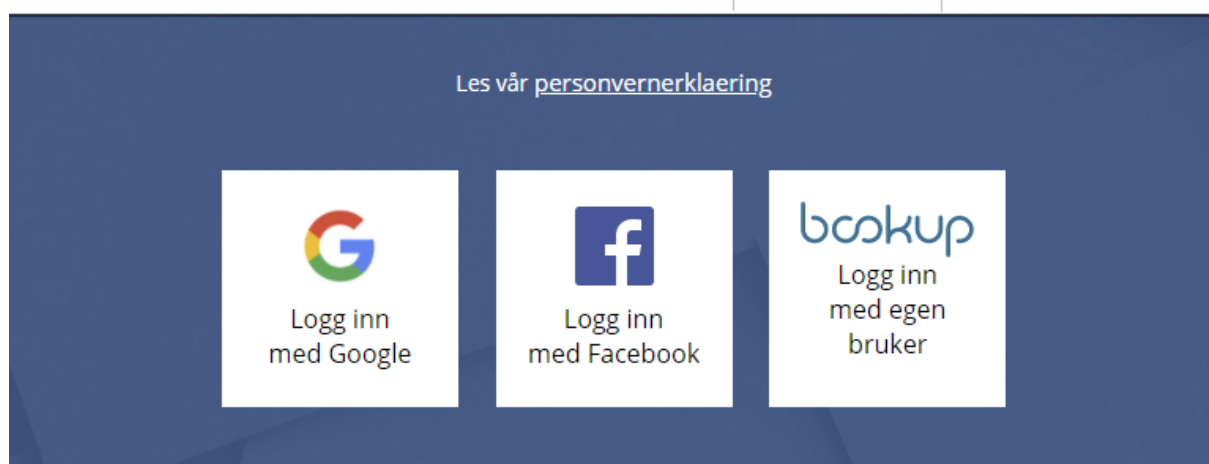 Les vår personvernerklaering
Logg inn
med Google
Logg inn
med Facebook
bookup
Logg inn
med egen
bruker